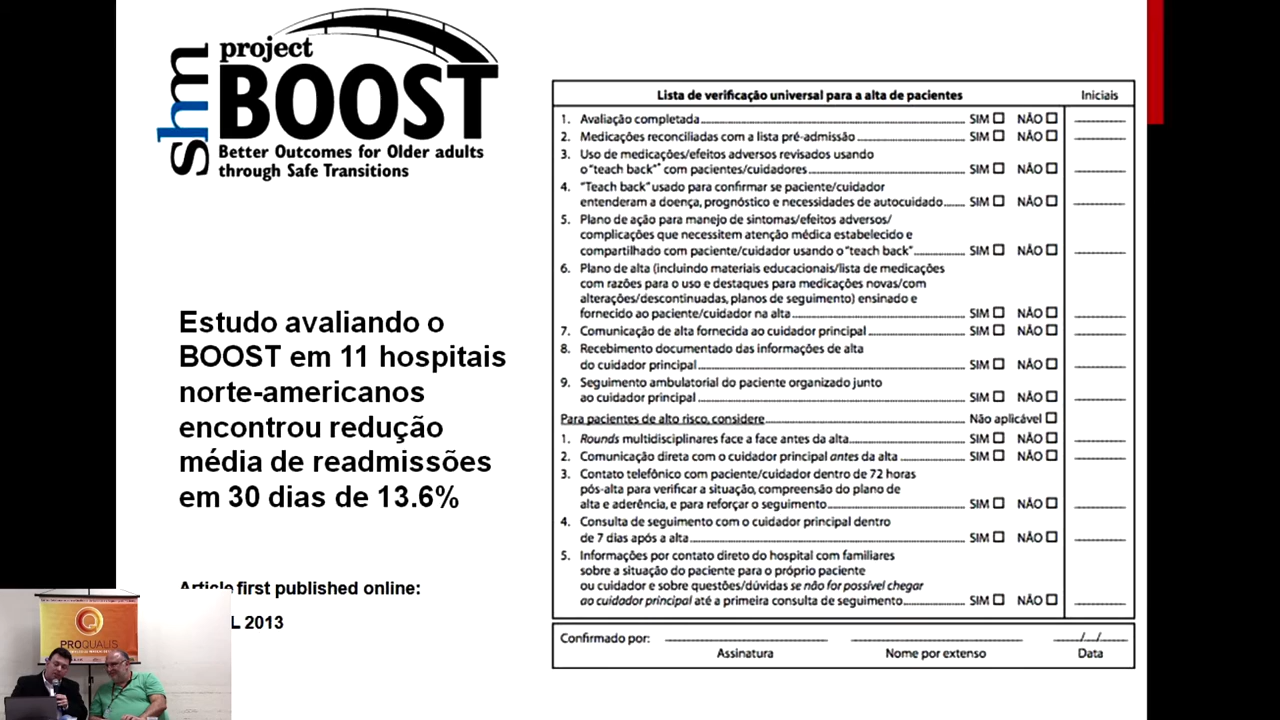 shm
project
BOOST
Better Outcomes for Older adults
through Safe Transitions
Estudo avaliando o
BOOST em 11 hospitais
norte-americanos
encontrou redução
média de readmissões
em 30 dias de 13.6%
Article first published online:
L 2013
PROQUALIS
Lista de verificação universal para a alta de pacientes Iniciais
1. Avaliação completada SIM NÃO
2. Medicações reconciliadas com a lista pré-admissão SIM NÃO
3. Uso de medicações/efeitos adversos revisados usando
o "teach back"* com pacientes/cuidadores SIM NÃO
4. "Teach back" usado para confirmar se paciente/cuidador
entenderam a doença, prognóstico e necessidades de autocuidado SIM NÃO
5. Plano de ação para manejo de sintomas/efeitos adversos/
complicações que necessitem atenção médica estabelecido e
compartilhado com paciente/cuidador usando o "teach back" SIM NÃO
6. Plano de alta (incluindo materiais educacionais/lista de medicações
com razões para o uso e destaques para medicações novas/com
alterações/descontinuadas, planos de seguimento) ensinado e
fornecido ao paciente/cuidador na alta SIM NÃO
7. Comunicação de alta fornecida ao cuidador principal SIM NÃO
8. Recebimento documentado das informações de alta
do cuidador principal SIM NÃO
9. Seguimento ambulatorial do paciente organizado junto
ao cuidador principal SIM NÃO
Para pacientes de alto risco, considere Não aplicável
1. Rounds multidisciplinares face a face antes da alta SIM NÃO
2. Comunicação direta com o cuidador principal antes da alta SIM NÃO
3. Contato telefônico com paciente/cuidador dentro de 72 horas
pós-alta para verificar a situação, compreensão do plano de
alta e aderência, e para reforçar o seguimento SIM NÃO
4. Consulta de seguimento com o cuidador principal dentro
de 7 dias após a alta SIM NÃO
5. Informações por contato direto do hospital com familiares
sobre a situação do paciente para o próprio paciente
ou cuidador e sobre questões/dúvidas se não for possível chegar
ao cuidador principal até a primeira consulta de seguimento SIM NÃO
Confirmado por: / /
Assinatura Nome por extenso Data